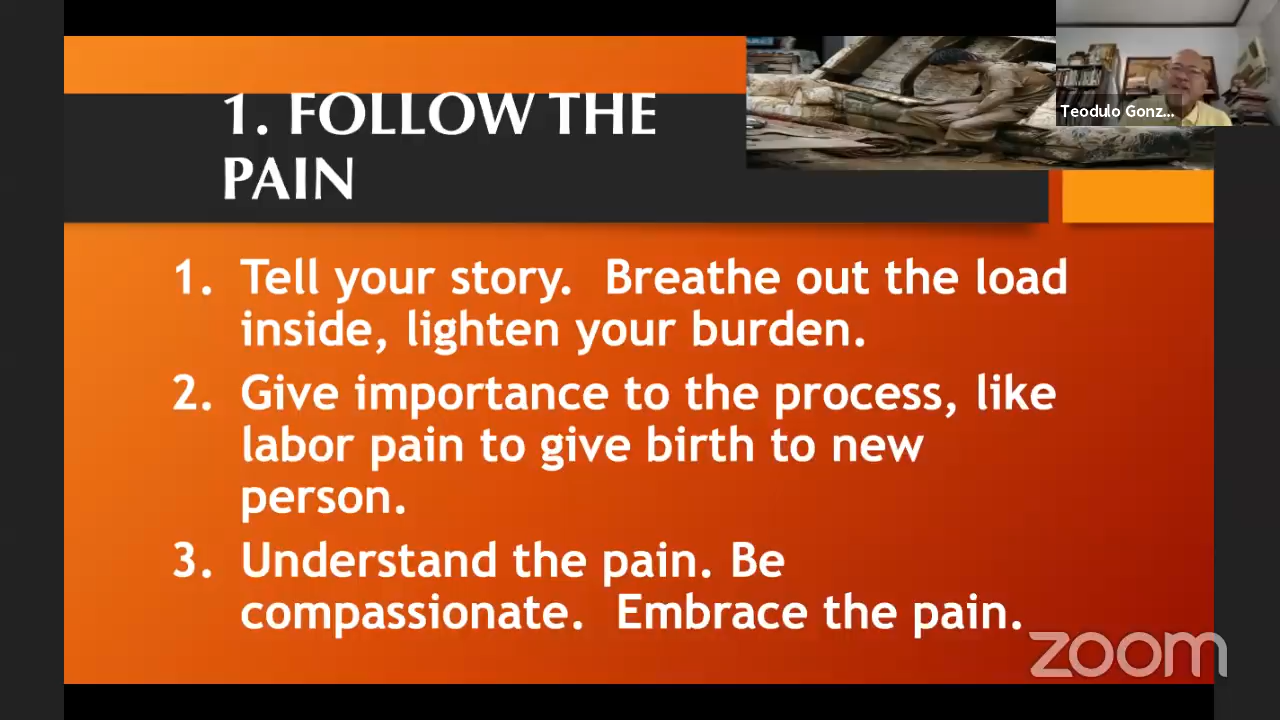 1. FOLLOW THE
PAIN
Teodulo Gonz...
1. Tell your story. Breathe out the load
inside, lighten your burden.
2. Give importance to the process, like
labor pain to give birth to new
person.
3. Understand the pain. Be
compassionate. Embrace the pain.
zoom